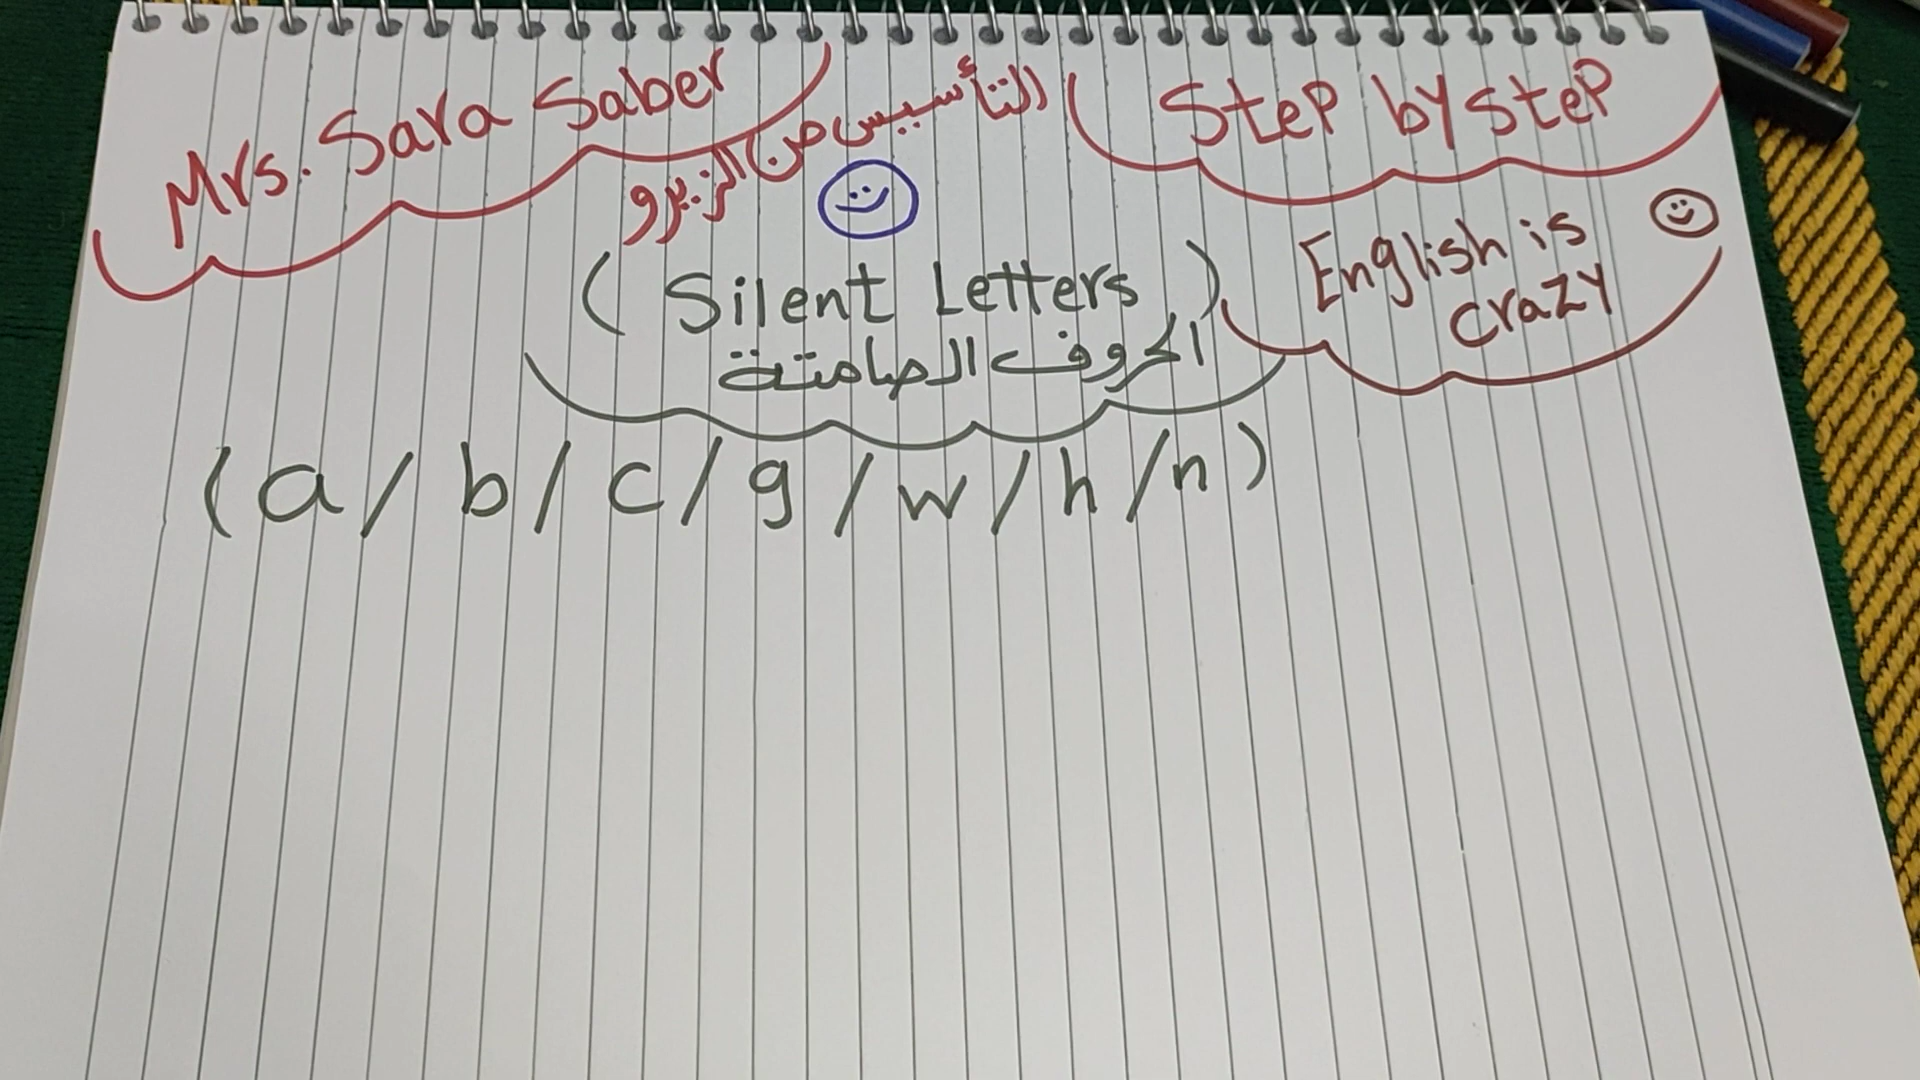 Mrs. Sara Saber
التأسيس من الزيرو
Step by step
English is
crazy
( Silent Letters )
الحروف الصامتة
( a / b / c / g / w / h / n )